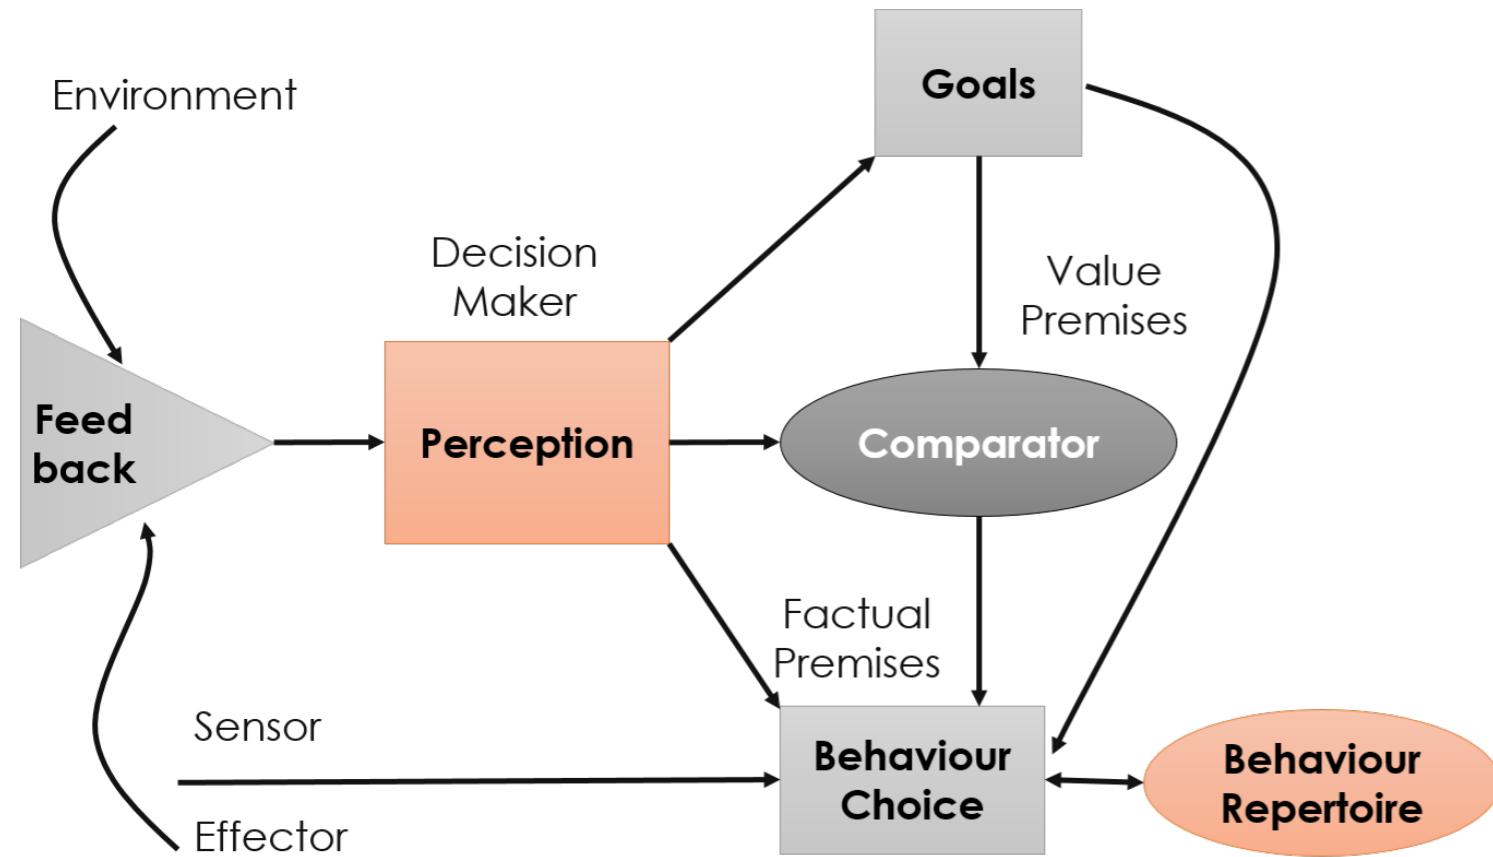 Environment
Goals
Decision
Maker
Value
Premises
Feed
back
Perception
Comparator
Factual
Premises
Sensor
Behaviour
Choice
Behaviour
Repertoire
Effector